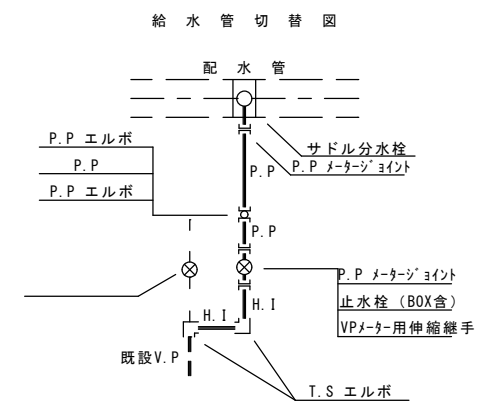 給水管切替図
配水管
P.P エルボ
P.P
P.P エルボ
サドル分水栓
P.P メータージョイント
P.P
P.P
P.P メータージョイント
止水栓（BOX含）
VPメーター用伸縮継手
H.I
H.I
既設V.P
T.S エルボ